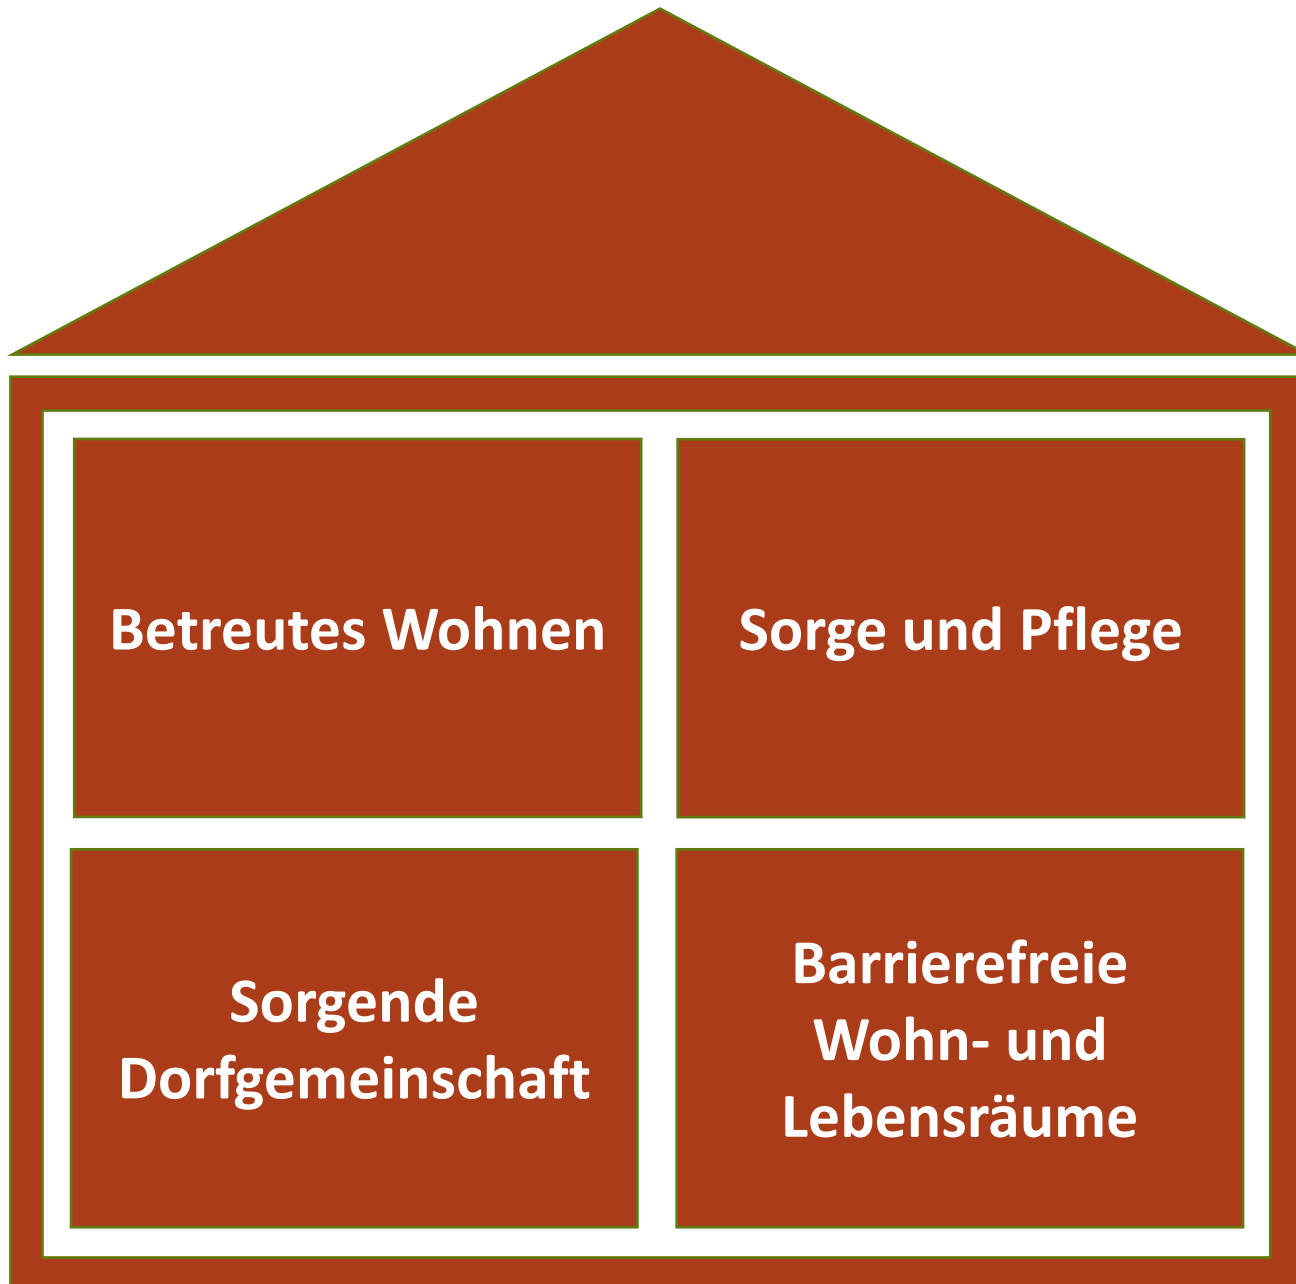 Betreutes Wohnen
Sorge und Pflege
Sorgende
Dorfgemeinschaft
Barrierefreie
Wohn- und
Lebensräume